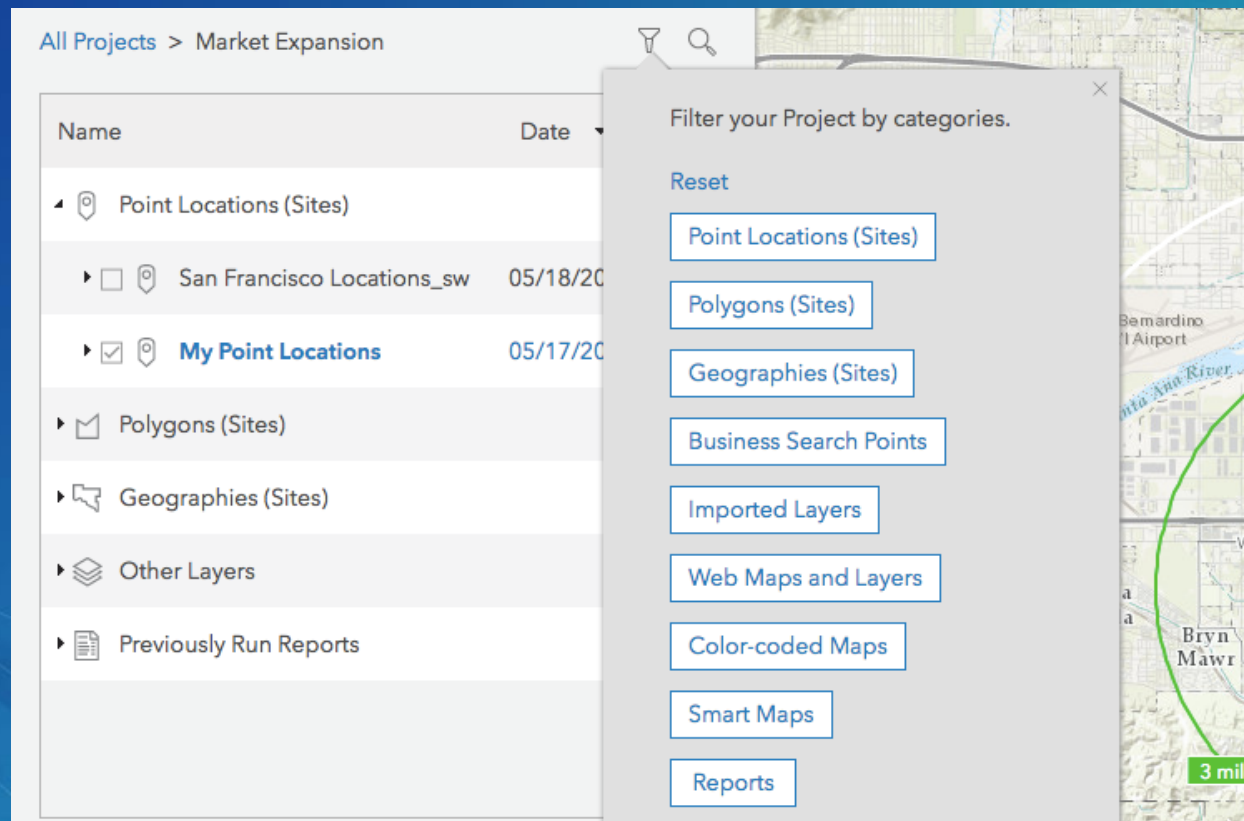 All Projects > Market Expansion
Name Date
Point Locations (Sites)
San Francisco Locations_sw 05/18/20
My Point Locations 05/17/20
Polygons (Sites)
Geographies (Sites)
Other Layers
Previously Run Reports
Filter your Project by categories.
Reset
Point Locations (Sites)
Polygons (Sites)
Geographies (Sites)
Business Search Points
Imported Layers
Web Maps and Layers
Color-coded Maps
Smart Maps
Reports
Bernardino
'l Airport
nta Ana River
a
a
Bryn
Mawr
3 mil